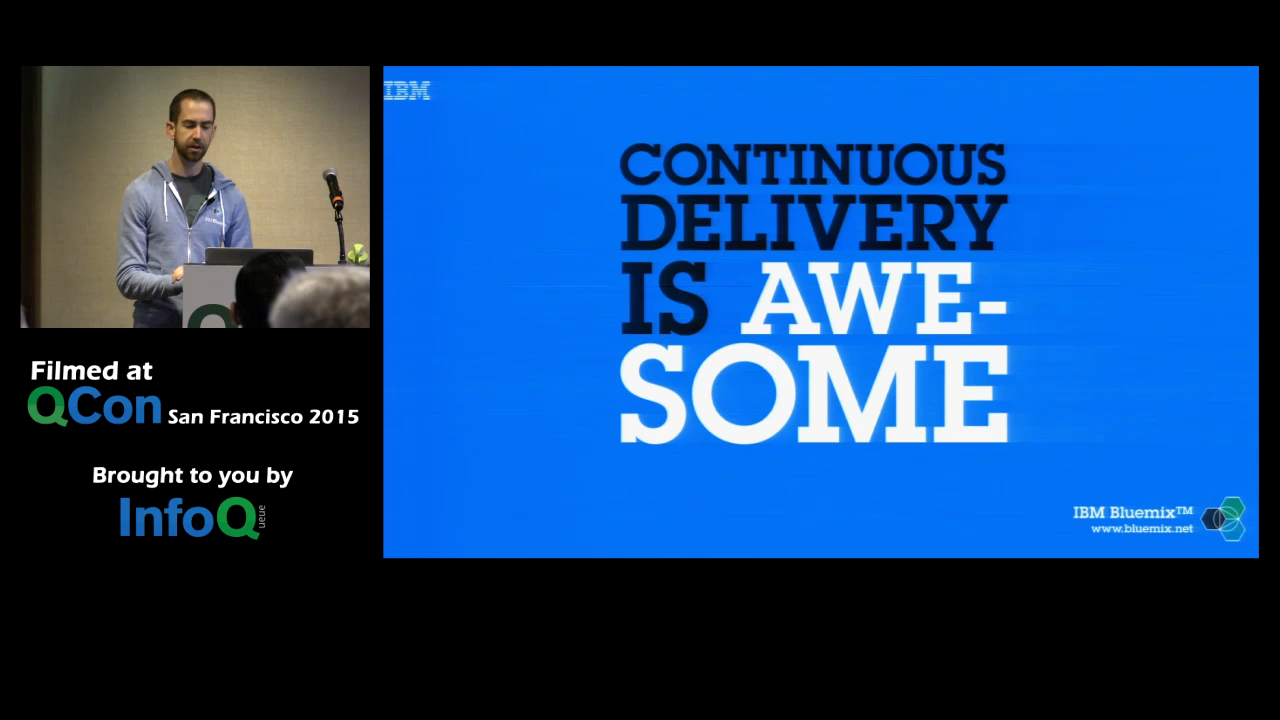 Filmed at
QCon San Francisco 2015
Brought to you by
InfoQ
ueue
IBM
CONTINUOUS
DELIVERY
IS AWE-
SOME
IBM Bluemix™
www.bluemix.net